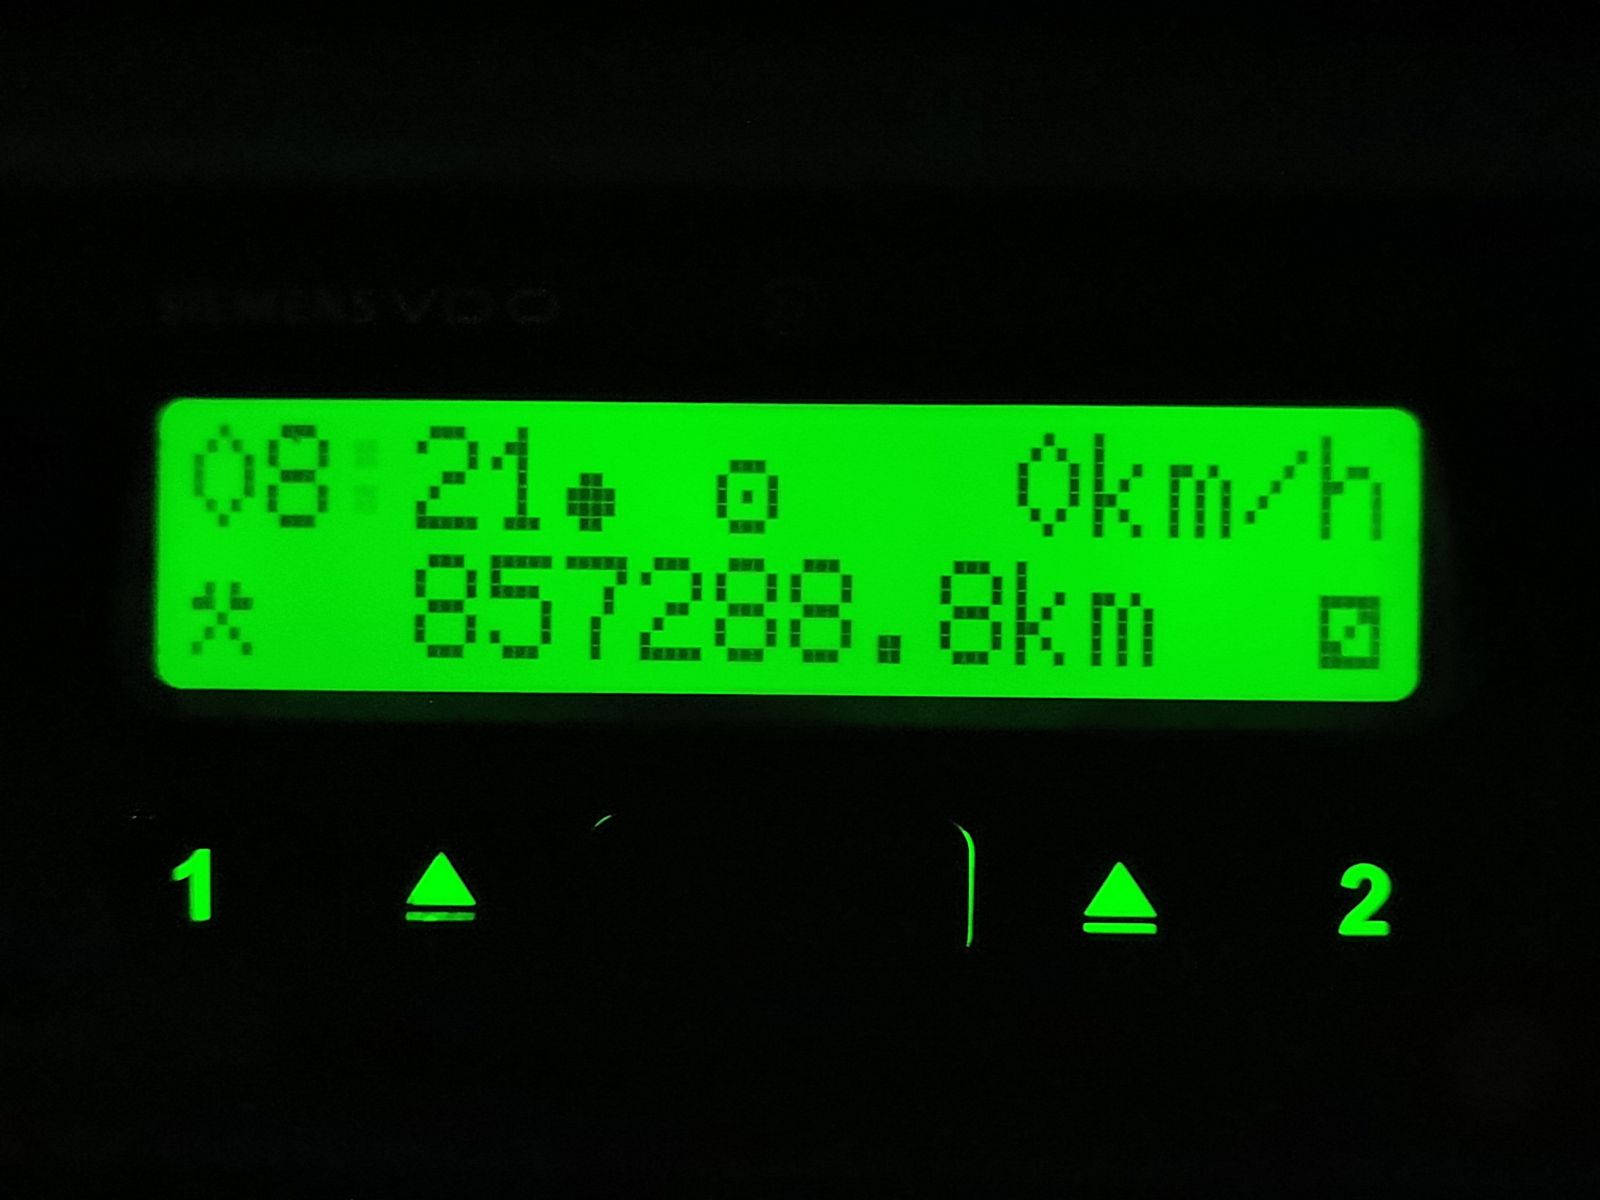 SIEMENS VDO
08:21 0km/h
857288.8km
1 2